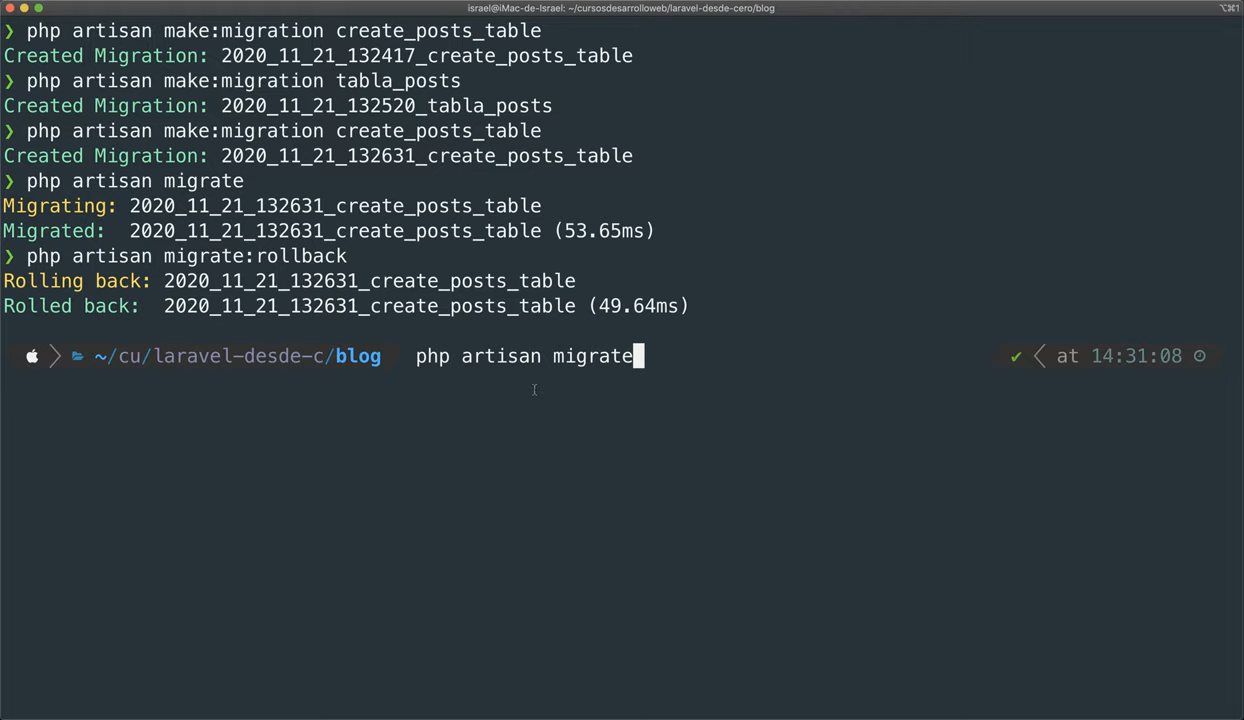 israel@iMac-de-Israel: ~/cursosdesarrolloweb/laravel-desde-cero/blog ⌥⌘1
❯ php artisan make:migration create_posts_table
Created Migration: 2020_11_21_132417_create_posts_table
❯ php artisan make:migration tabla_posts
Created Migration: 2020_11_21_132520_tabla_posts
❯ php artisan make:migration create_posts_table
Created Migration: 2020_11_21_132631_create_posts_table
❯ php artisan migrate
Migrating: 2020_11_21_132631_create_posts_table
Migrated:  2020_11_21_132631_create_posts_table (53.65ms)
❯ php artisan migrate:rollback
Rolling back: 2020_11_21_132631_create_posts_table
Rolled back:  2020_11_21_132631_create_posts_table (49.64ms)
~/cu/laravel-desde-c/blog php artisan migrate ✔ at 14:31:08